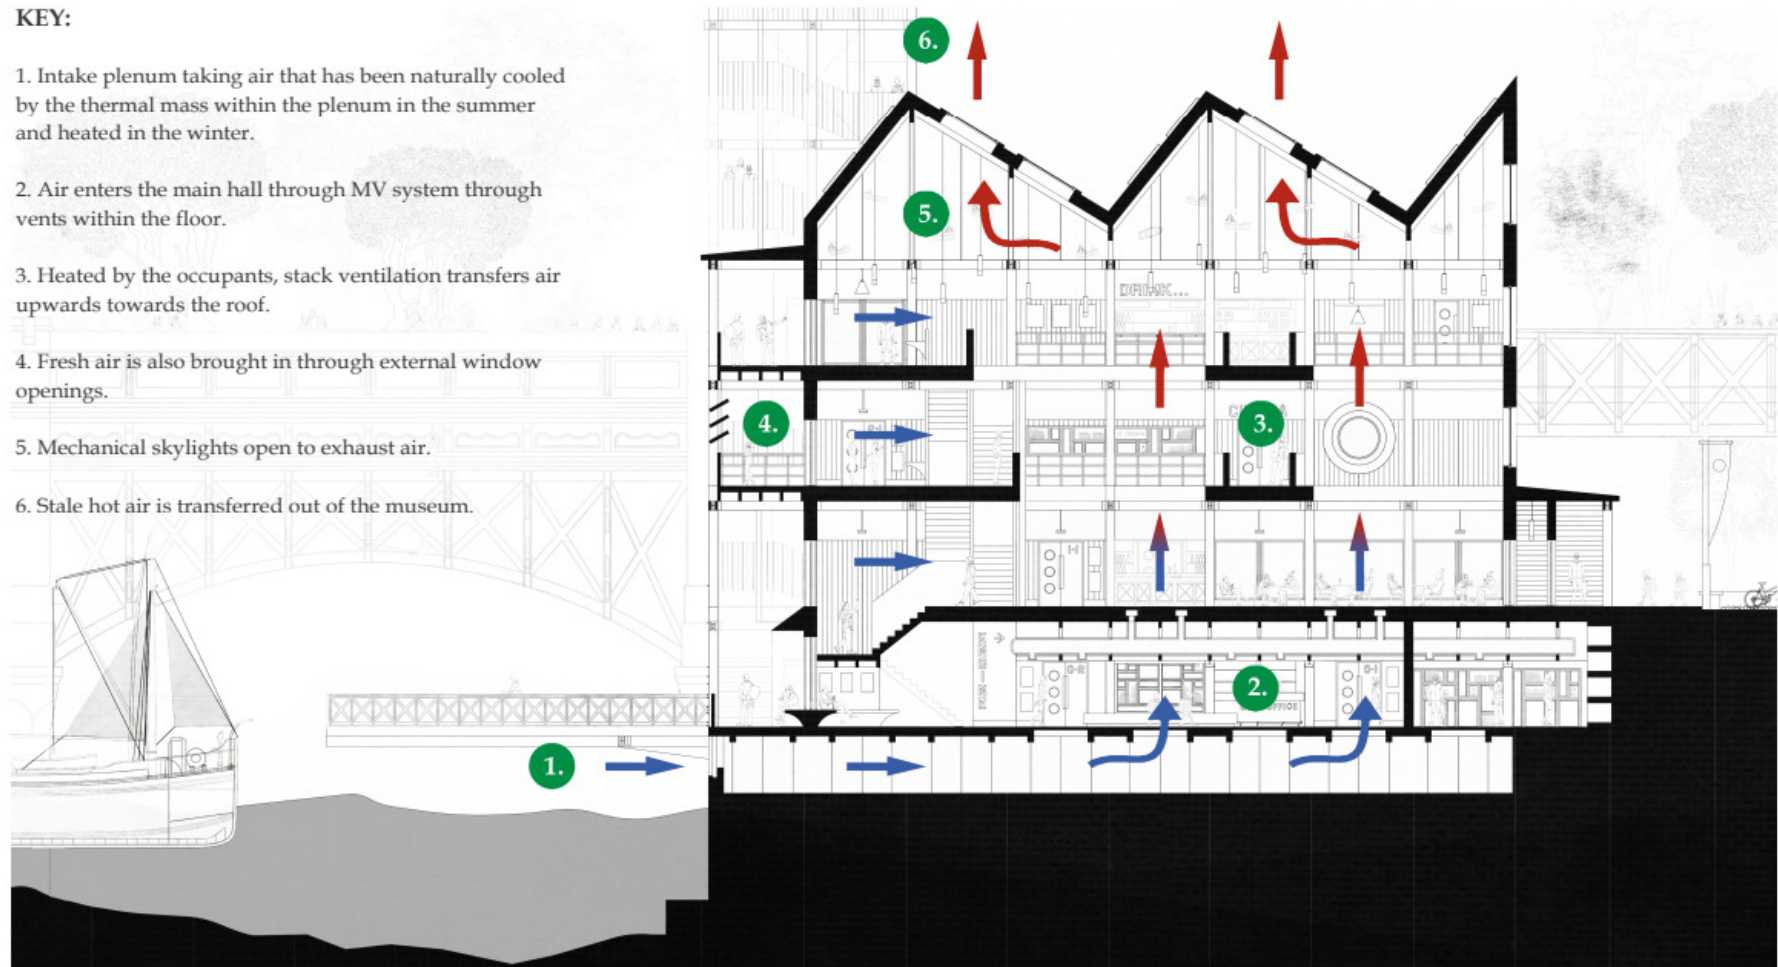 KEY:
1. Intake plenum taking air that has been naturally cooled
by the thermal mass within the plenum in the summer
and heated in the winter.
2. Air enters the main hall through MV system through
vents within the floor.
3. Heated by the occupants, stack ventilation transfers air
upwards towards the roof.
4. Fresh air is also brought in through external window
openings.
5. Mechanical skylights open to exhaust air.
6. Stale hot air is transferred out of the museum.
6.
5.
DRINK...
4.
3.
2.
OFFICE
1.